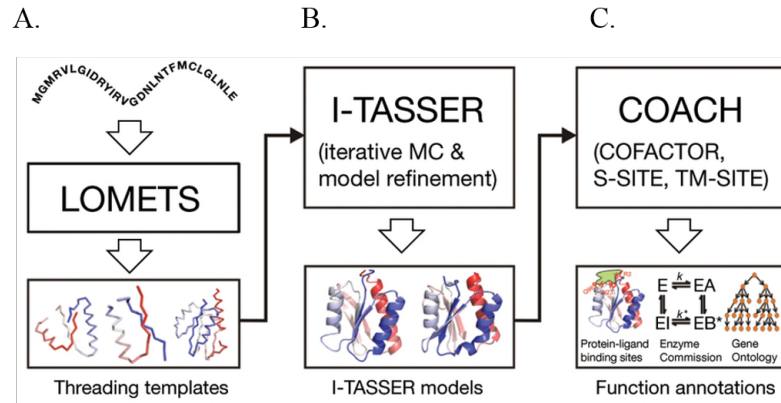 A.
B.
C.
MGMRVLGIDRYIRVGDNLNTFMCLGLNLE
LOMETS
Threading templates
I-TASSER
(iterative MC &
model refinement)
I-TASSER models
COACH
(COFACTOR,
S-SITE, TM-SITE)
E k EA
EI k* EB*
Protein-ligand
binding sites
Enzyme
Commission
Gene
Ontology
Function annotations